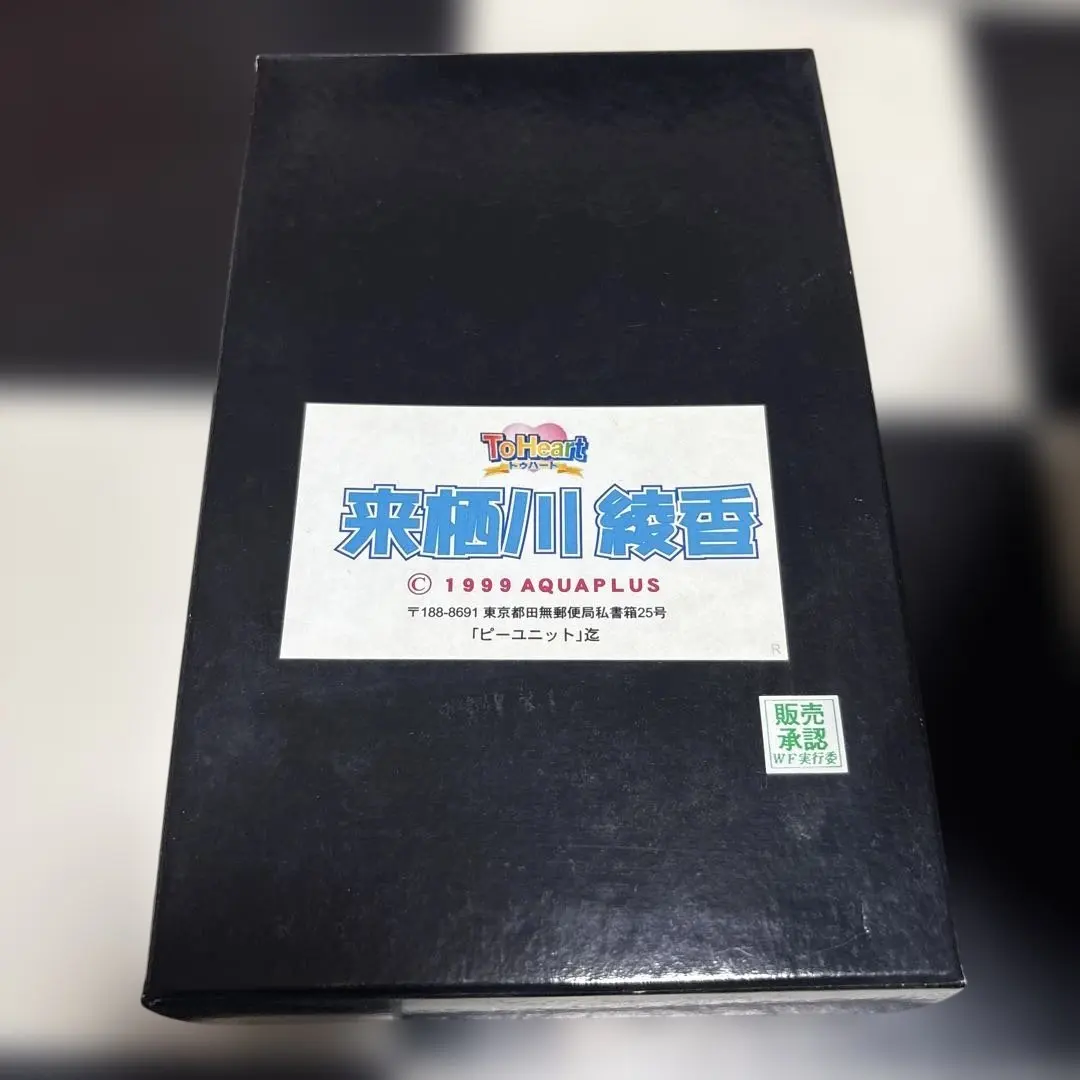 To Heart
トゥハート
来栖川 綾香
© 1999 AQUAPLUS
〒188-8691 東京都田無郵便局私書箱25号
「ピーユニット」迄
R
販売
承認
WF実行委